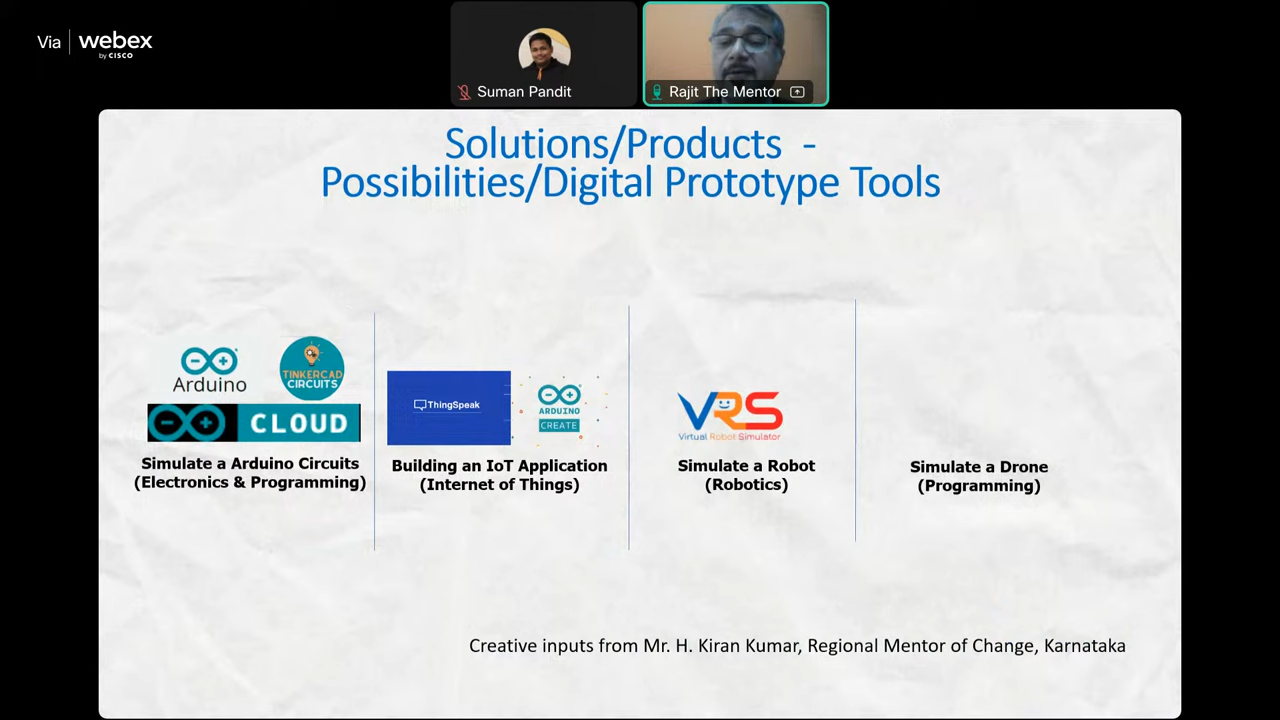 Via webex
by CISCO
Suman Pandit
Rajit The Mentor
Solutions/Products -
Possibilities/Digital Prototype Tools
Arduino
TINKERCAD
CIRCUITS
CLOUD
Simulate a Arduino Circuits
(Electronics & Programming)
ThingSpeak
ARDUINO
CREATE
Building an IoT Application
(Internet of Things)
VRS
Virtual Robot Simulator
Simulate a Robot
(Robotics)
Simulate a Drone
(Programming)
Creative inputs from Mr. H. Kiran Kumar, Regional Mentor of Change, Karnataka